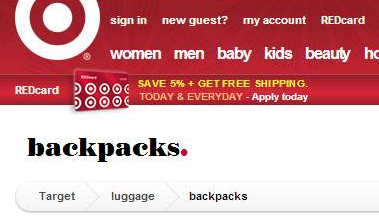 sign in new guest? my account REDcard
women men baby kids beauty
REDcard
REDcard
SAVE 5% + GET FREE SHIPPING.
TODAY & EVERYDAY - Apply today
backpacks.
Target luggage backpacks